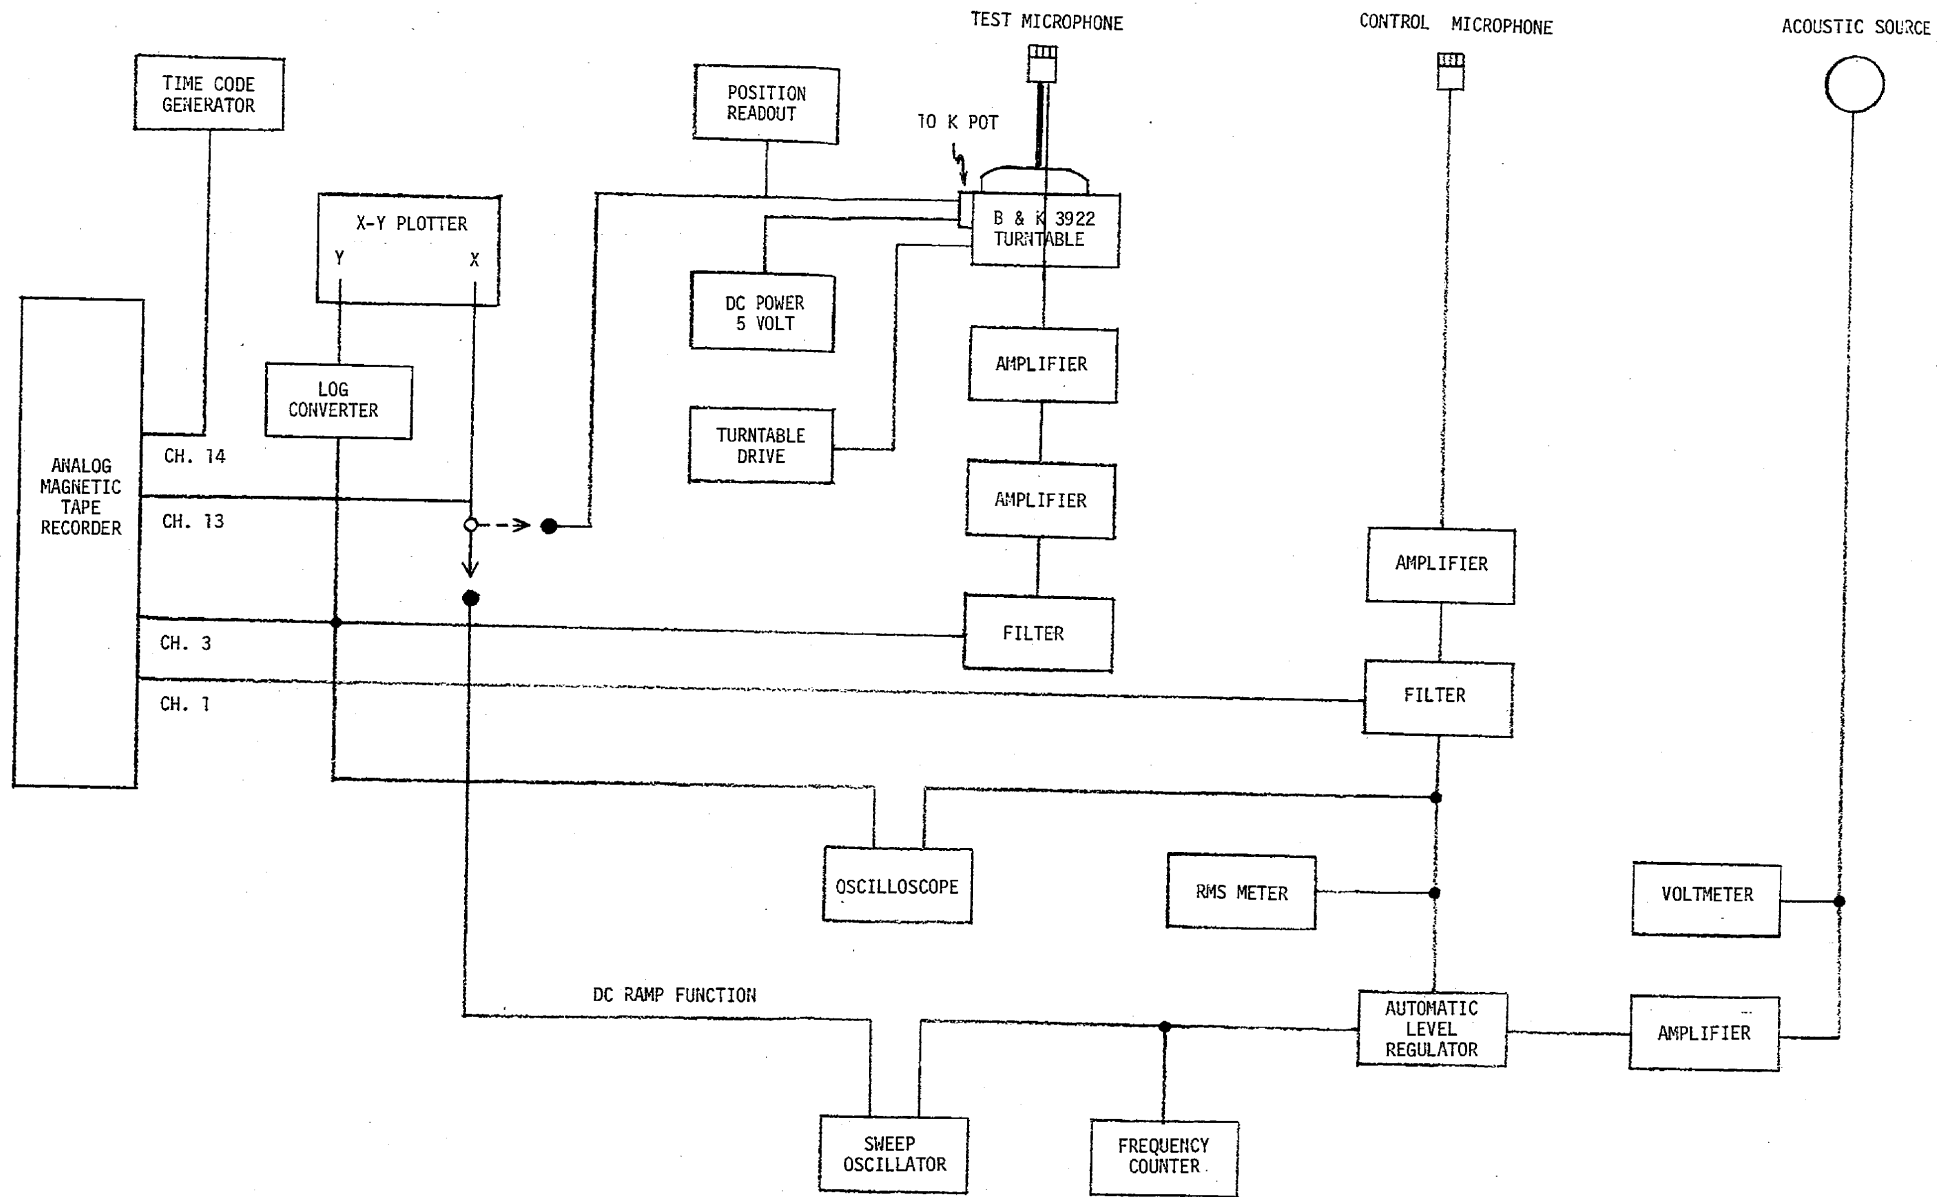 TEST MICROPHONE
CONTROL MICROPHONE
ACOUSTIC SOURCE
TIME CODE
GENERATOR
POSITION
READOUT
TO K POT
X-Y PLOTTER
Y
X
B & K 3922
TURNTABLE
DC POWER
5 VOLT
AMPLIFIER
LOG
CONVERTER
TURNTABLE
DRIVE
ANALOG
MAGNETIC
TAPE
RECORDER
CH. 14
CH. 13
AMPLIFIER
AMPLIFIER
FILTER
CH. 3
CH. 1
FILTER
OSCILLOSCOPE
RMS METER
VOLTMETER
DC RAMP FUNCTION
AUTOMATIC
LEVEL
REGULATOR
AMPLIFIER
SWEEP
OSCILLATOR
FREQUENCY
COUNTER